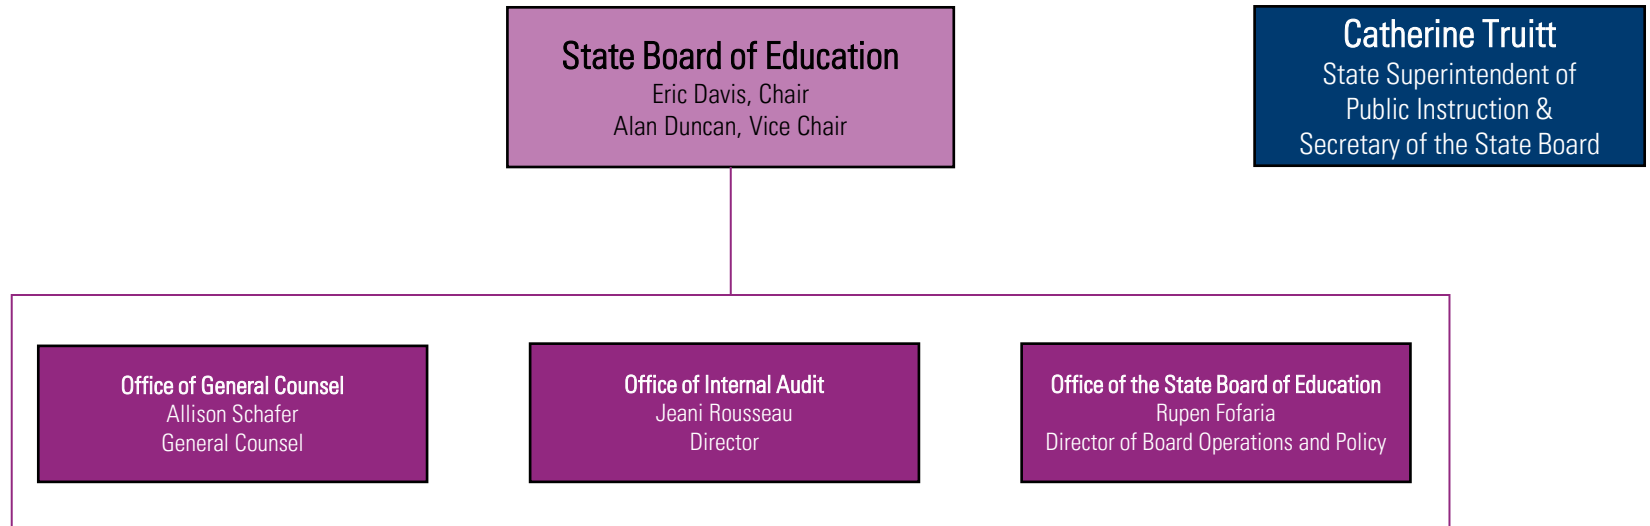 State Board of Education
Eric Davis, Chair
Alan Duncan, Vice Chair
Catherine Truitt
State Superintendent of
Public Instruction &
Secretary of the State Board
Office of General Counsel
Allison Schafer
General Counsel
Office of Internal Audit
Jeani Rousseau
Director
Office of the State Board of Education
Rupen Fofaria
Director of Board Operations and Policy